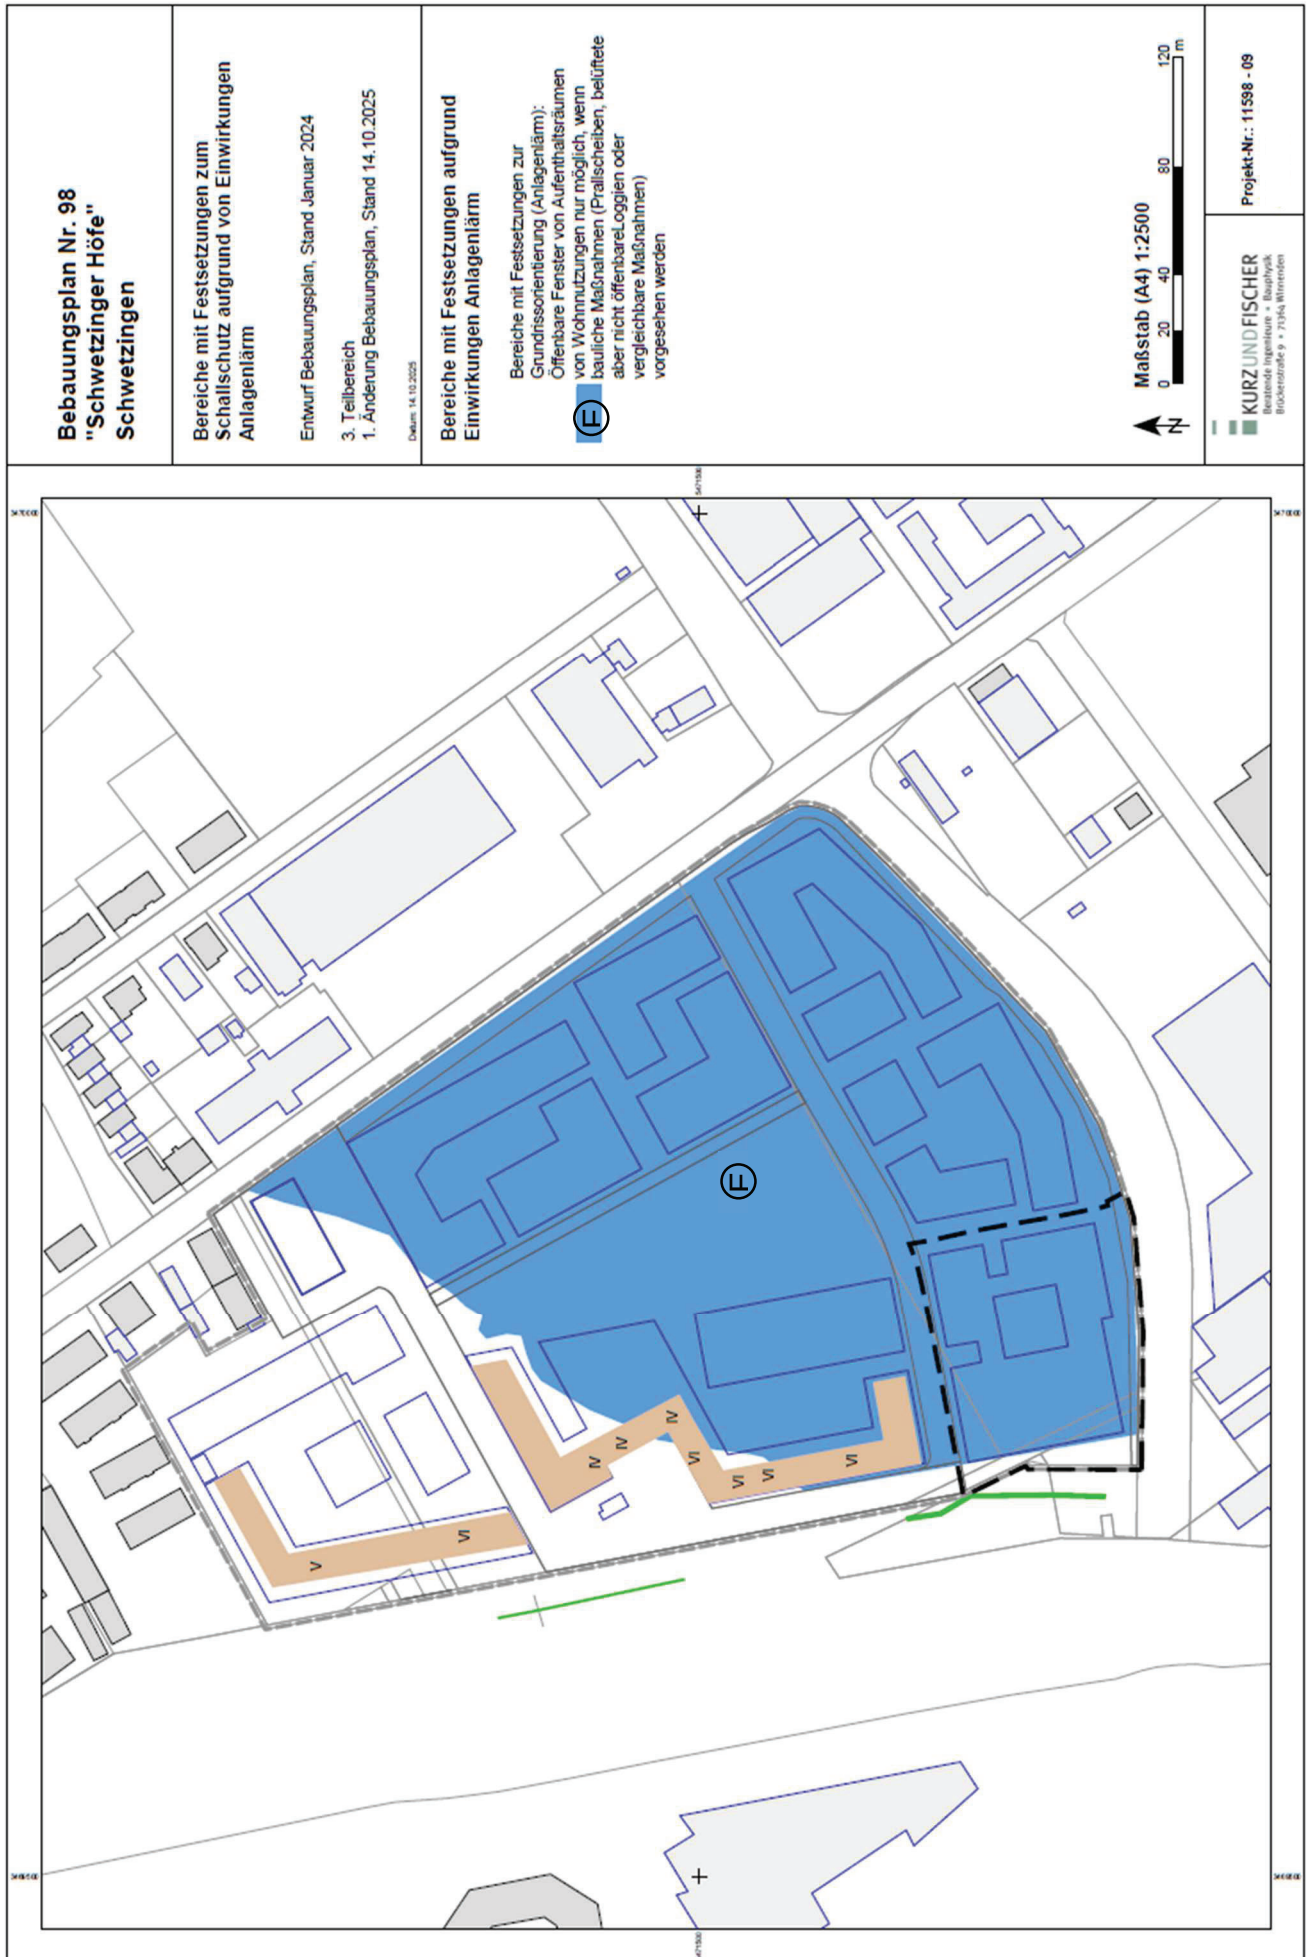 Bebauungsplan Nr. 98
"Schwetzinger Höfe"
Schwetzingen
Bereiche mit Festsetzungen zum
Schallschutz aufgrund von Einwirkungen
Anlagenlärm
Entwurf Bebauungsplan, Stand Januar 2024
3. Teilbereich
1. Änderung Bebauungsplan, Stand 14.10.2025
Datum: 14.10.2025
Bereiche mit Festsetzungen aufgrund
Einwirkungen Anlagenlärm
Bereiche mit Festsetzungen zur
Grundrissorientierung (Anlagenlärm):
Öffenbare Fenster von Aufenthaltsräumen
von Wohnnutzungen nur möglich, wenn
bauliche Maßnahmen (Prallscheiben, belüftete
aber nicht öffenbareLoggien oder
vergleichbare Maßnahmen)
vorgesehen werden
F
Maßstab (A4) 1:2500
0 20 40 80 120
m
N
KURZUNDFISCHER
Beratende Ingenieure • Bauphysik
Brückenstraße 9 • 71364 Winnenden
Projekt-Nr.: 11598 - 09
V
VI
IV
IV
IV
VI
VI
VI
VI
F